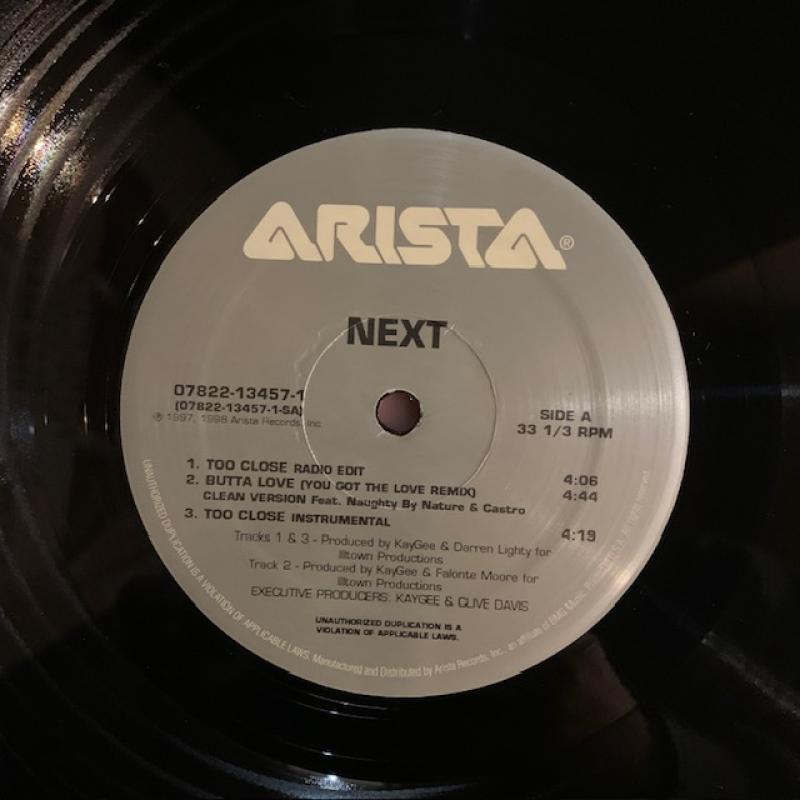 ARISTA®
NEXT
07822-13457-1
(07822-13457-1-SA)
℗ 1997, 1998 Arista Records, Inc.
SIDE A
33 1/3 RPM
1. TOO CLOSE RADIO EDIT 4:06
2. BUTTA LOVE (YOU GOT THE LOVE REMIX) 4:44
CLEAN VERSION Feat. Naughty By Nature & Castro
3. TOO CLOSE INSTRUMENTAL 4:19
Tracks 1 & 3 - Produced by KayGee & Darren Lighty for
Illtown Productions
Track 2 - Produced by KayGee & Falonte Moore for
Illtown Productions
EXECUTIVE PRODUCERS: KAYGEE & CLIVE DAVIS
UNAUTHORIZED DUPLICATION IS A
VIOLATION OF APPLICABLE LAWS.
UNAUTHORIZED DUPLICATION IS A VIOLATION OF APPLICABLE LAWS. Manufactured and Distributed by Arista Records, Inc., an affiliate of BMG Music